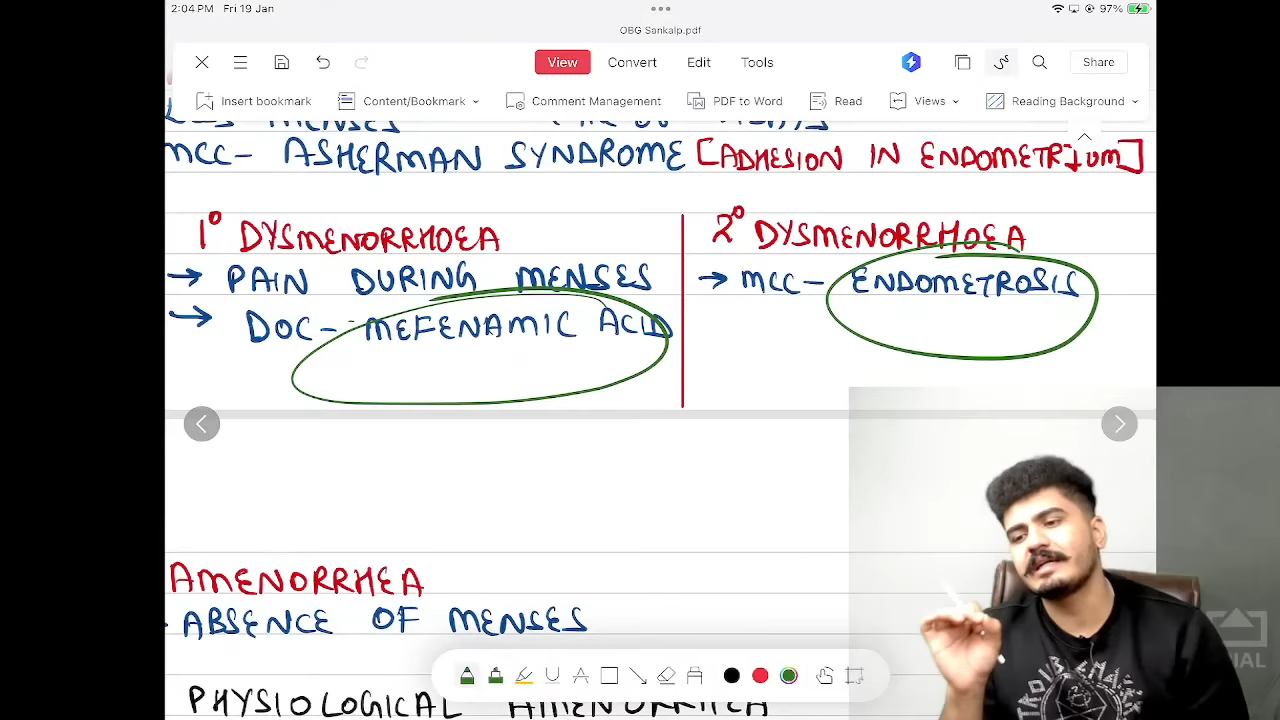 2:04 PM Fri 19 Jan
97%
OBG Sankalp.pdf
View Convert Edit Tools Share
Insert bookmark Content/Bookmark Comment Management PDF to Word Read Views Reading Background
MENSES
MCC- ASHERMAN SYNDROME [ADHESION IN ENDOMETRIUM]
1° DYSMENORRHOEA
→ PAIN DURING MENSES
→ DOC- MEFENAMIC ACID
2° DYSMENORRHOEA
→ MCC- ENDOMETROSIS
AMENORRHEA
ABSENCE OF MENSES
PHYSIOLOGICAL AMENORRHEA